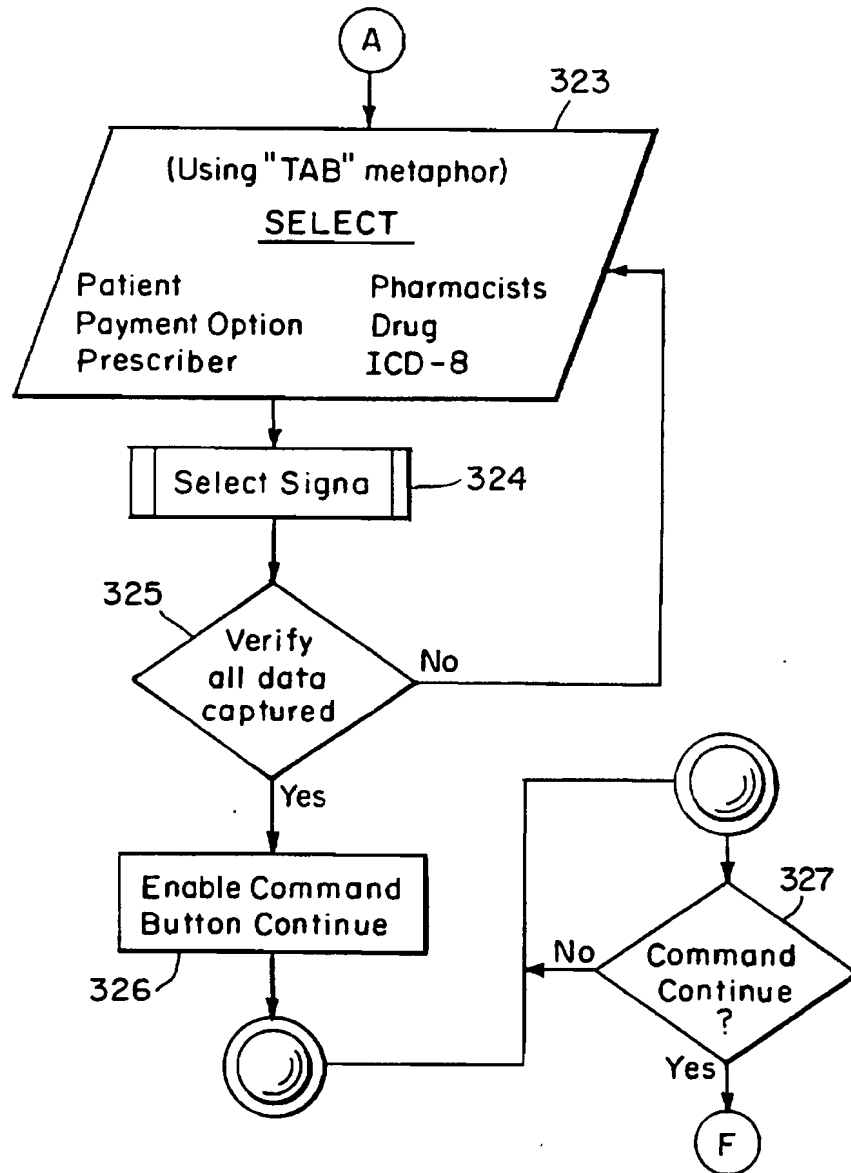 A
323
(Using "TAB" metaphor)
SELECT
Patient Pharmacists
Payment Option Drug
Prescriber ICD-8
Select Signa
324
325
Verify
all data
captured
No
Yes
Enable Command
Button Continue
326
327
Command
Continue
?
No
Yes
F